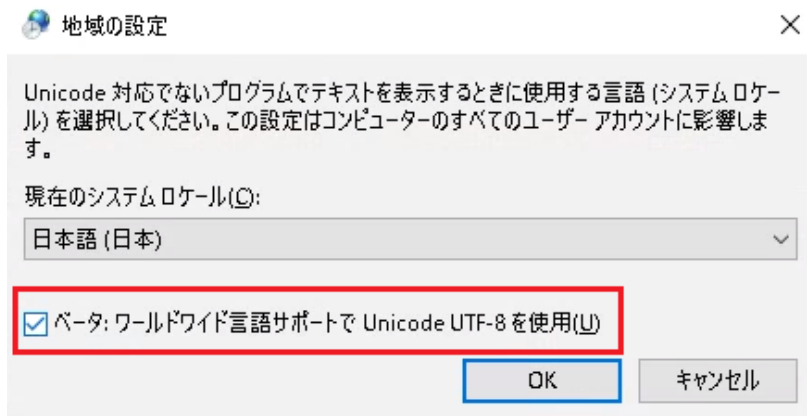 地域の設定
Unicode 対応でないプログラムでテキストを表示するときに使用する言語 (システム ロケー
ル) を選択してください。この設定はコンピューターのすべてのユーザー アカウントに影響しま
す。
現在のシステム ロケール(C):
日本語 (日本)
ベータ: ワールドワイド言語サポートで Unicode UTF-8 を使用(U)
OK
キャンセル